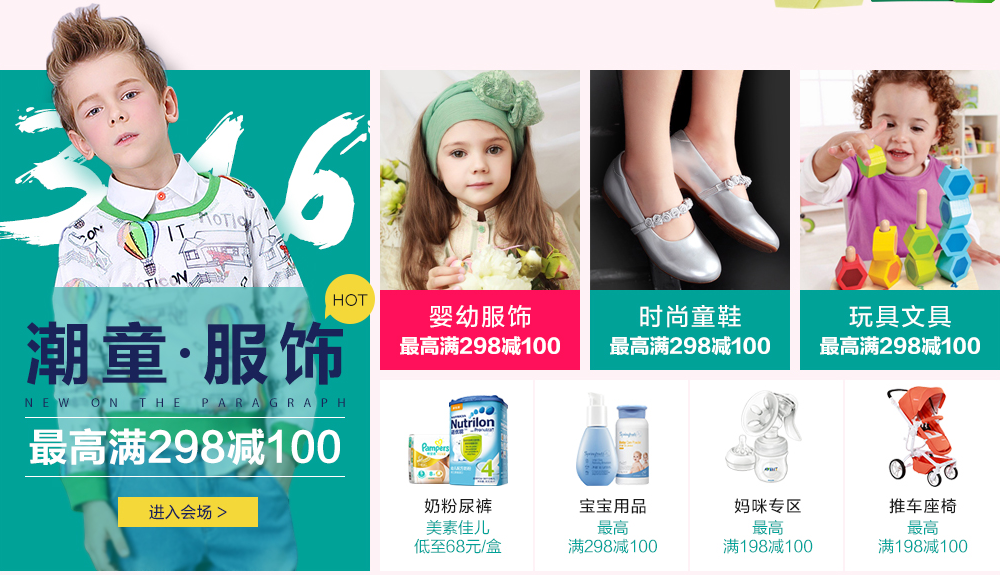 316
MOTION
IT
CON
ICON
HOT
潮童·服饰
NEW ON THE PARAGRAPH
最高满298减100
进入会场 >
婴幼服饰
最高满298减100
时尚童鞋
最高满298减100
玩具文具
最高满298减100
Pampers
Nutrilon
4
奶粉尿裤
美素佳儿
低至68元/盒
宝宝用品
最高
满298减100
AVENT
妈咪专区
最高
满198减100
推车座椅
最高
满198减100